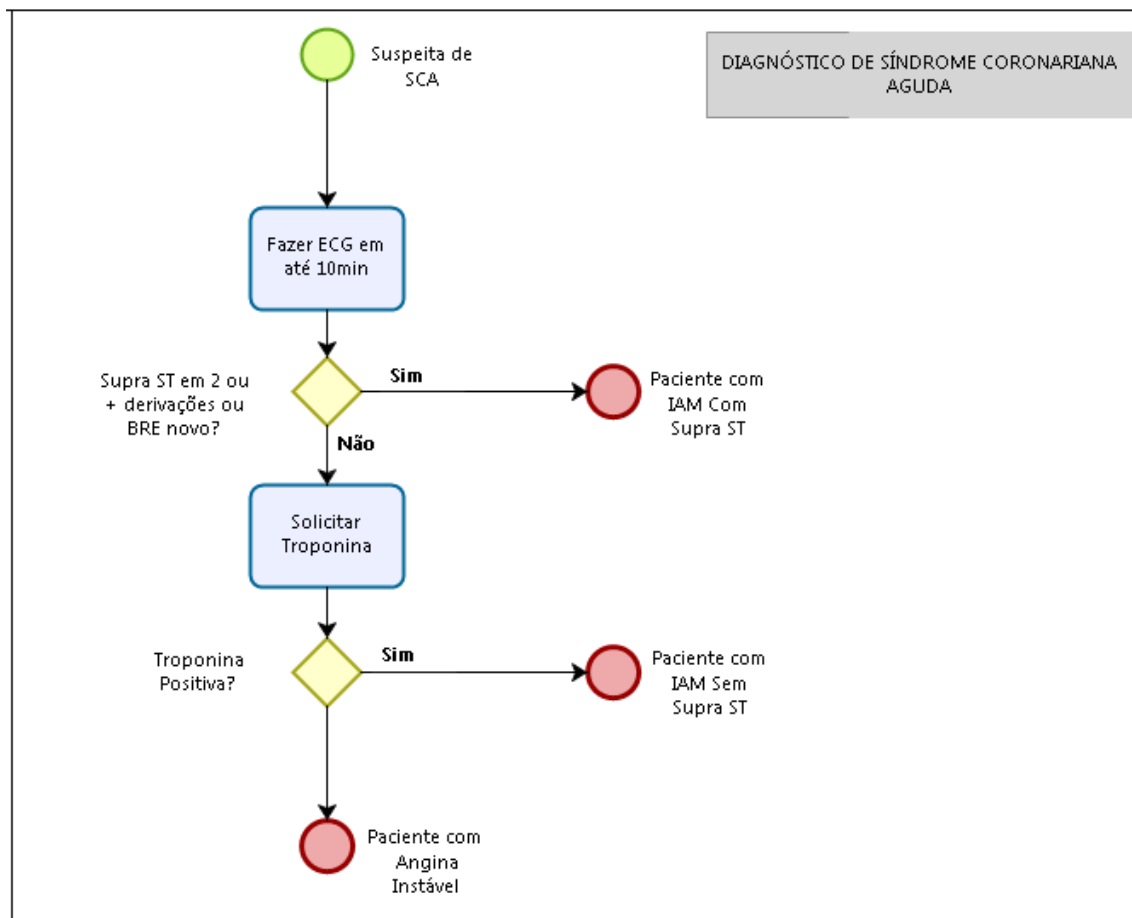 Suspeita de
SCA
DIAGNÓSTICO DE SÍNDROME CORONARIANA
AGUDA
Fazer ECG em
até 10min
Supra ST em 2 ou
+ derivações ou
BRE novo?
Sim
Paciente com
IAM Com
Supra ST
Não
Solicitar
Troponina
Troponina
Positiva?
Sim
Paciente com
IAM Sem
Supra ST
Paciente com
Angina
Instável